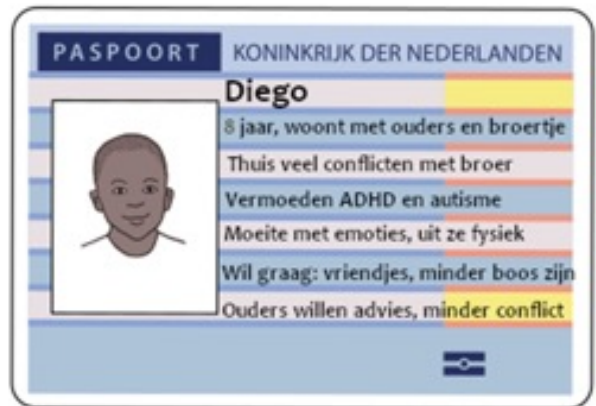 PASPOORT KONINKRIJK DER NEDERLANDEN
Diego
8 jaar, woont met ouders en broertje
Thuis veel conflicten met broer
Vermoeden ADHD en autisme
Moeite met emoties, uit ze fysiek
Wil graag: vriendjes, minder boos zijn
Ouders willen advies, minder conflict